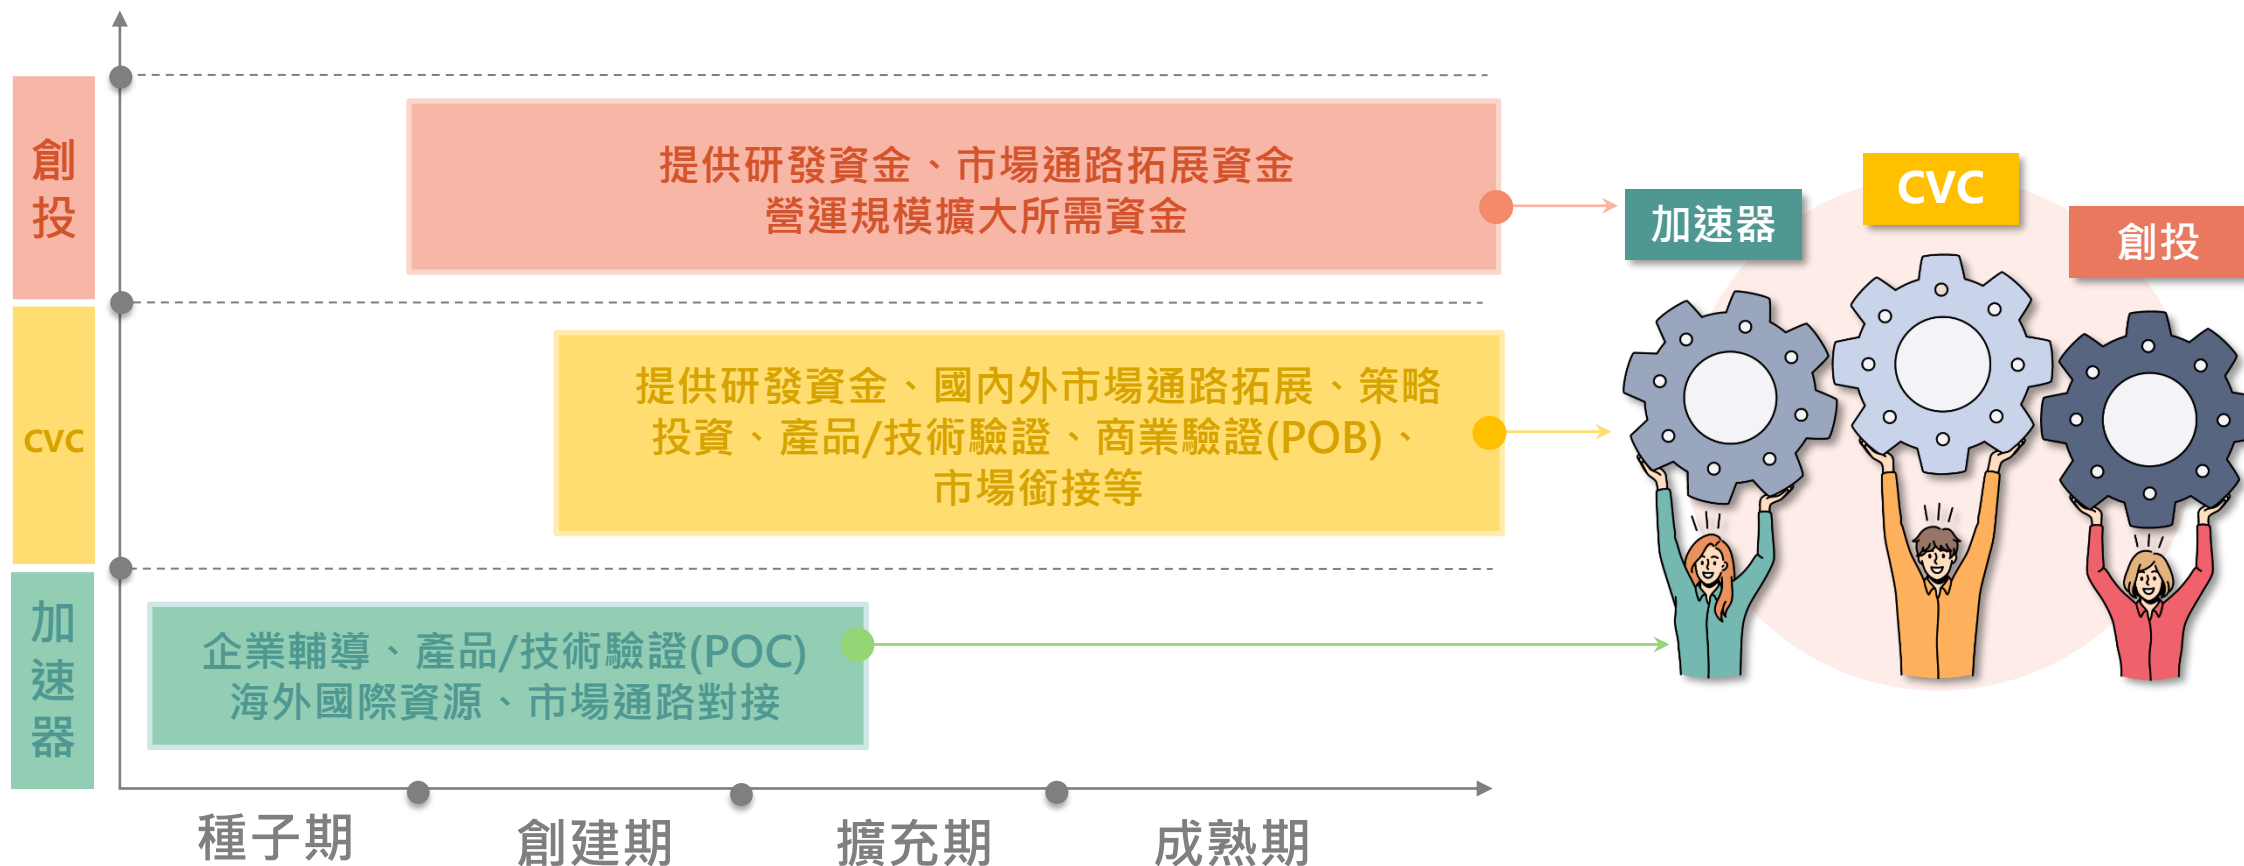 創投
提供研發資金、市場通路拓展資金
營運規模擴大所需資金
CVC
提供研發資金、國內外市場通路拓展、策略
投資、產品/技術驗證、商業驗證(POB)、
市場銜接等
加速器
企業輔導、產品/技術驗證(POC)
海外國際資源、市場通路對接
種子期
創建期
擴充期
成熟期
加速器
CVC
創投